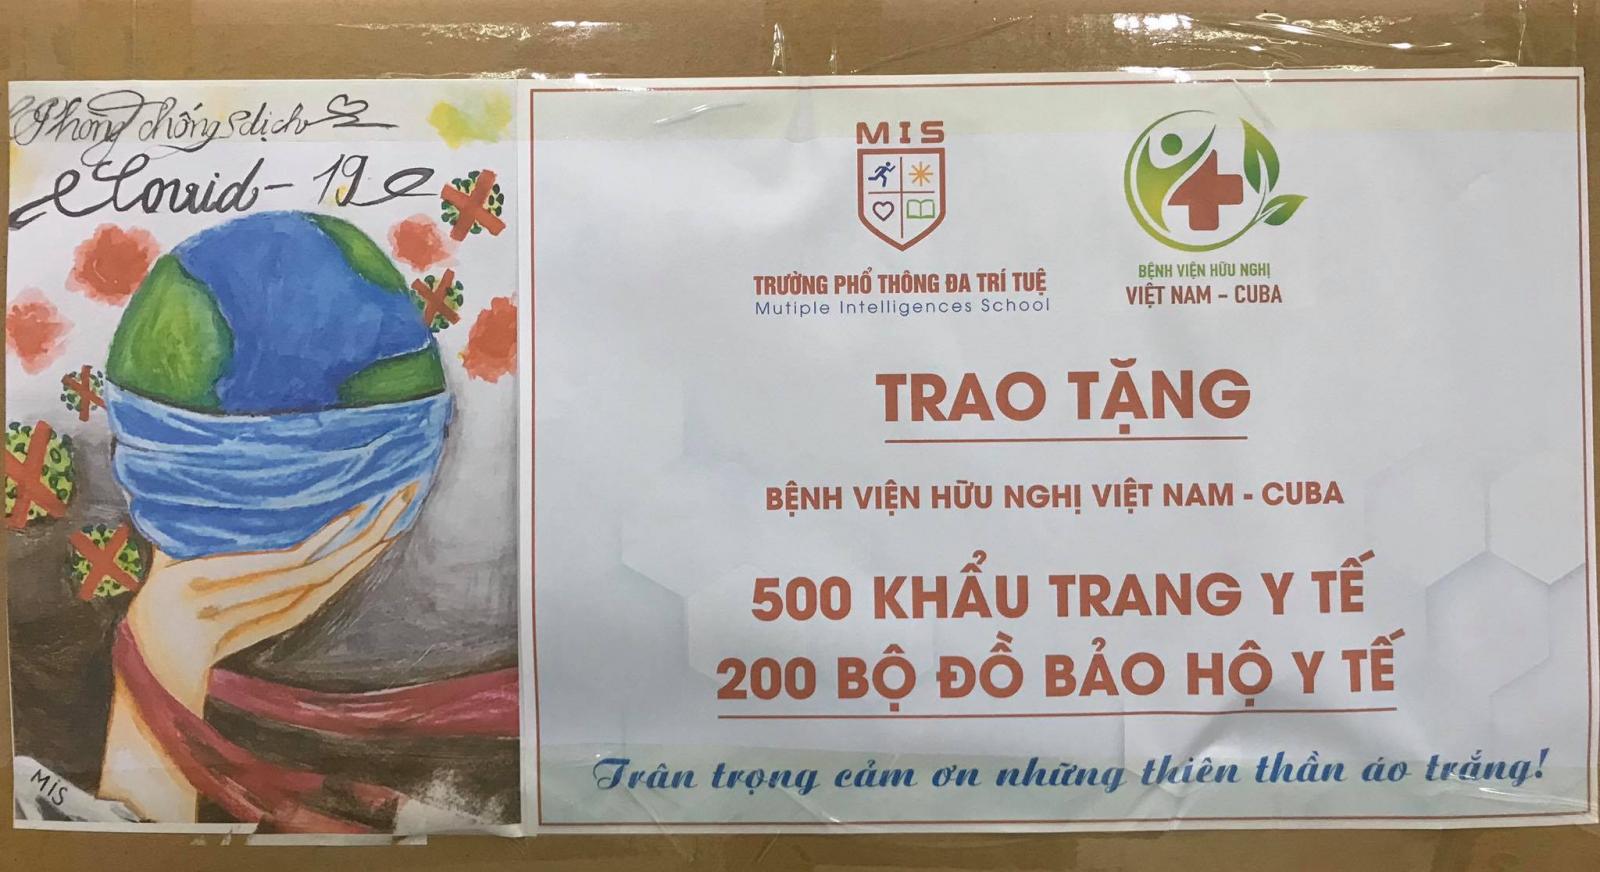 Phòng chống dịch
Covid-19
MIS
MIS
TRƯỜNG PHỔ THÔNG ĐA TRÍ TUỆ
Mutiple Intelligences School
BỆNH VIỆN HỮU NGHỊ
VIỆT NAM - CUBA
TRAO TẶNG
BỆNH VIỆN HỮU NGHỊ VIỆT NAM - CUBA
500 KHẨU TRANG Y TẾ
200 BỘ ĐỒ BẢO HỘ Y TẾ
Trân trọng cảm ơn những thiên thần áo trắng!